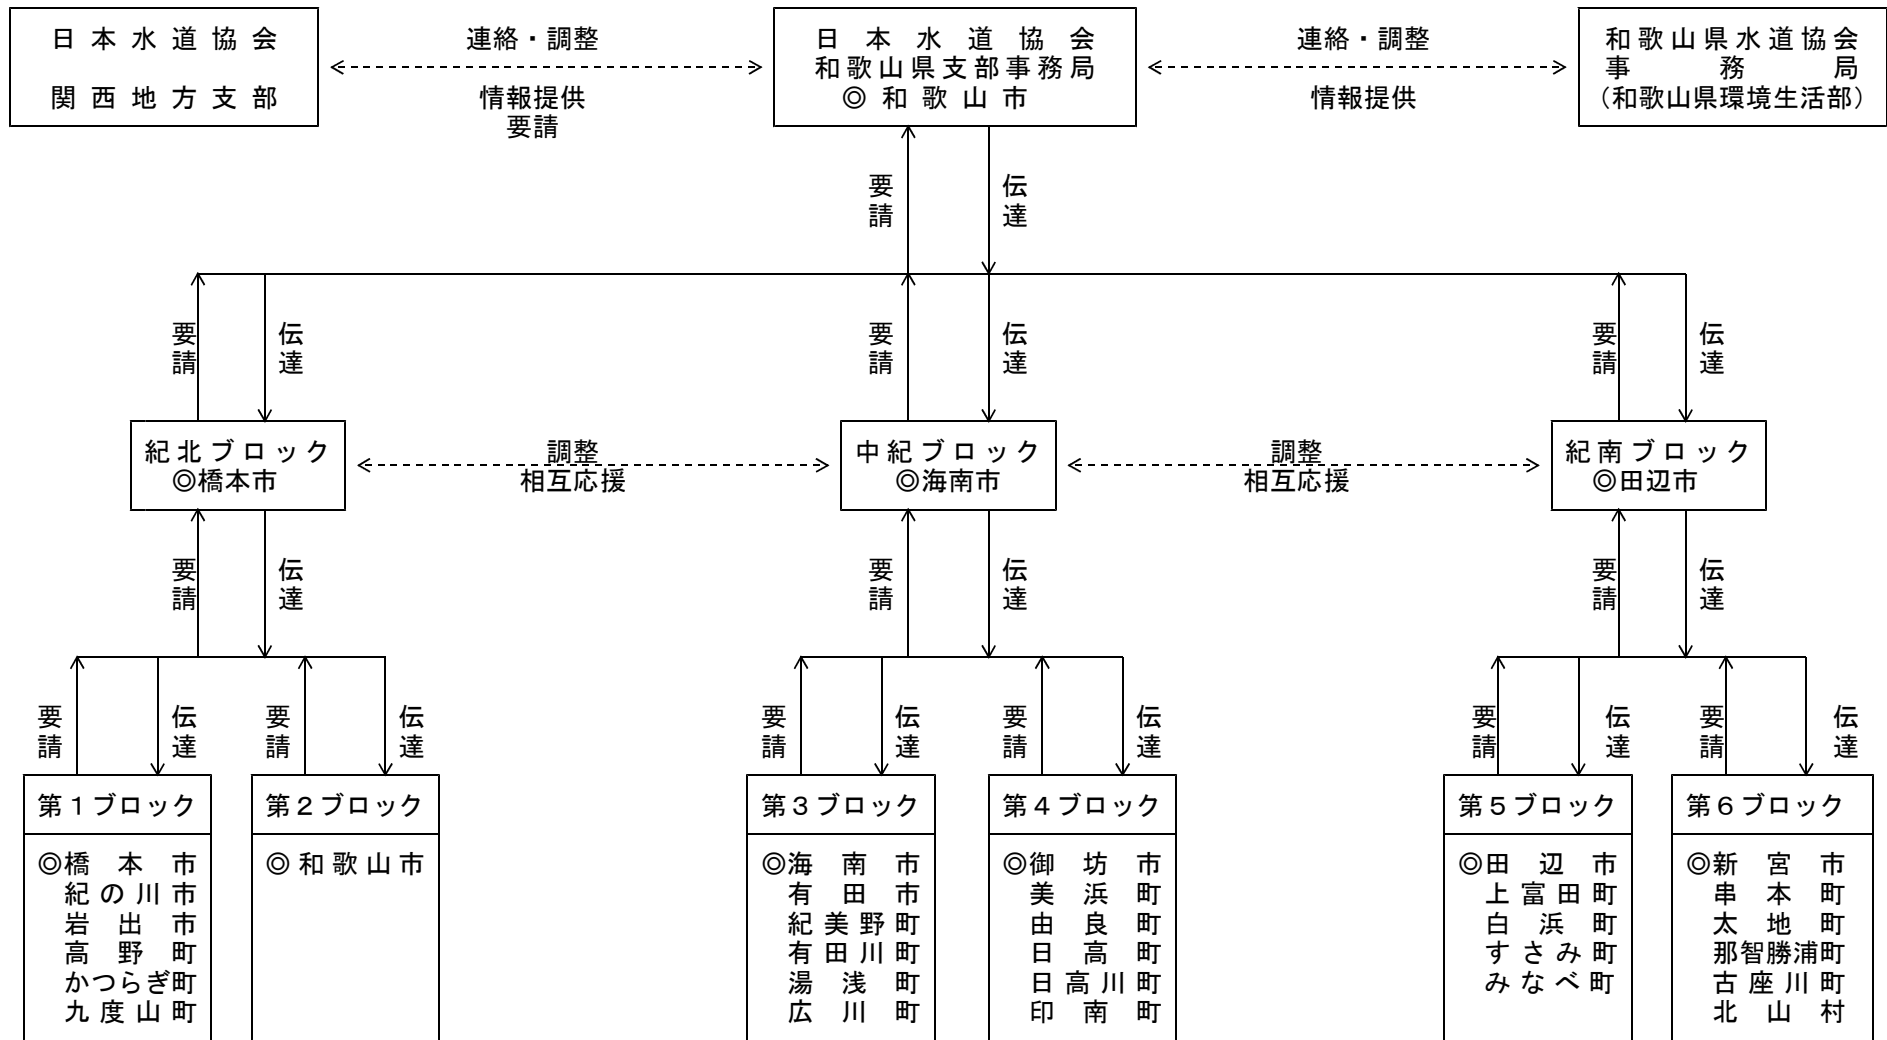 日本水道協会
関西地方支部
連絡・調整
情報提供
要請
日本水道協会
和歌山県支部事務局
◎和歌山市
連絡・調整
情報提供
和歌山県水道協会
事務局
（和歌山県環境生活部）
要請
伝達
要請
伝達
要請
伝達
要請
伝達
紀北ブロック
◎橋本市
調整
相互応援
中紀ブロック
◎海南市
調整
相互応援
紀南ブロック
◎田辺市
要請
伝達
要請
伝達
要請
伝達
要請
伝達
要請
伝達
要請
伝達
要請
伝達
要請
伝達
要請
伝達
第１ブロック
◎橋本市
紀の川市
岩出市
高野町
かつらぎ町
九度山町
第２ブロック
◎和歌山市
第３ブロック
◎海南市
有田市
紀美野町
有田川町
湯浅町
広川町
第４ブロック
◎御坊市
美浜町
由良町
日高町
日高川町
印南町
第５ブロック
◎田辺市
上富田町
白浜町
すさみ町
みなべ町
第６ブロック
◎新宮市
串本町
太地町
那智勝浦町
古座川町
北山村